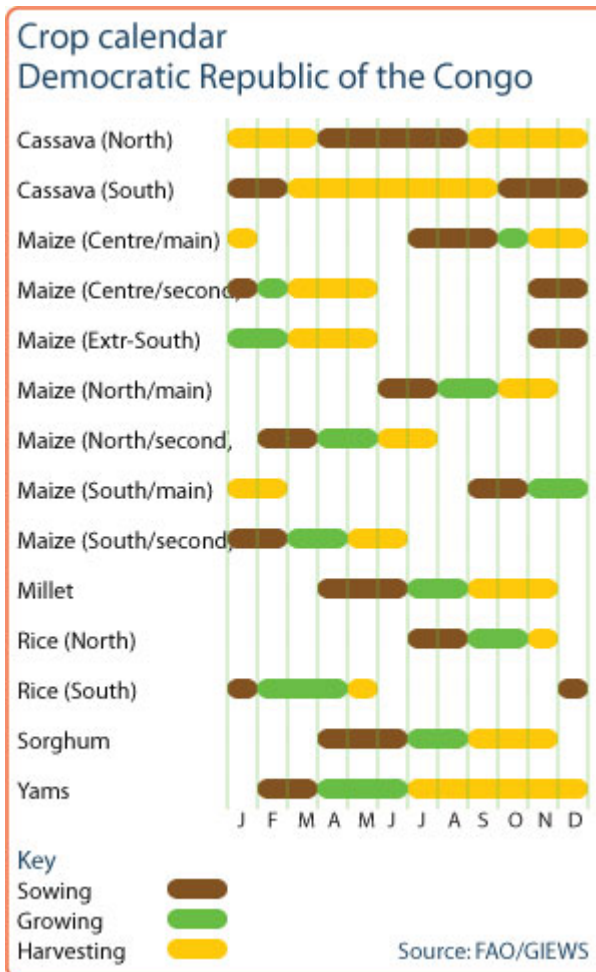 Crop calendar
Democratic Republic of the Congo
Cassava (North)
Cassava (South)
Maize (Centre/main)
Maize (Centre/second,
Maize (Extr-South)
Maize (North/main)
Maize (North/second,
Maize (South/main)
Maize (South/second,
Millet
Rice (North)
Rice (South)
Sorghum
Yams
J F M A M J J A S O N D
Key
Sowing
Growing
Harvesting
Source: FAO/GIEWS